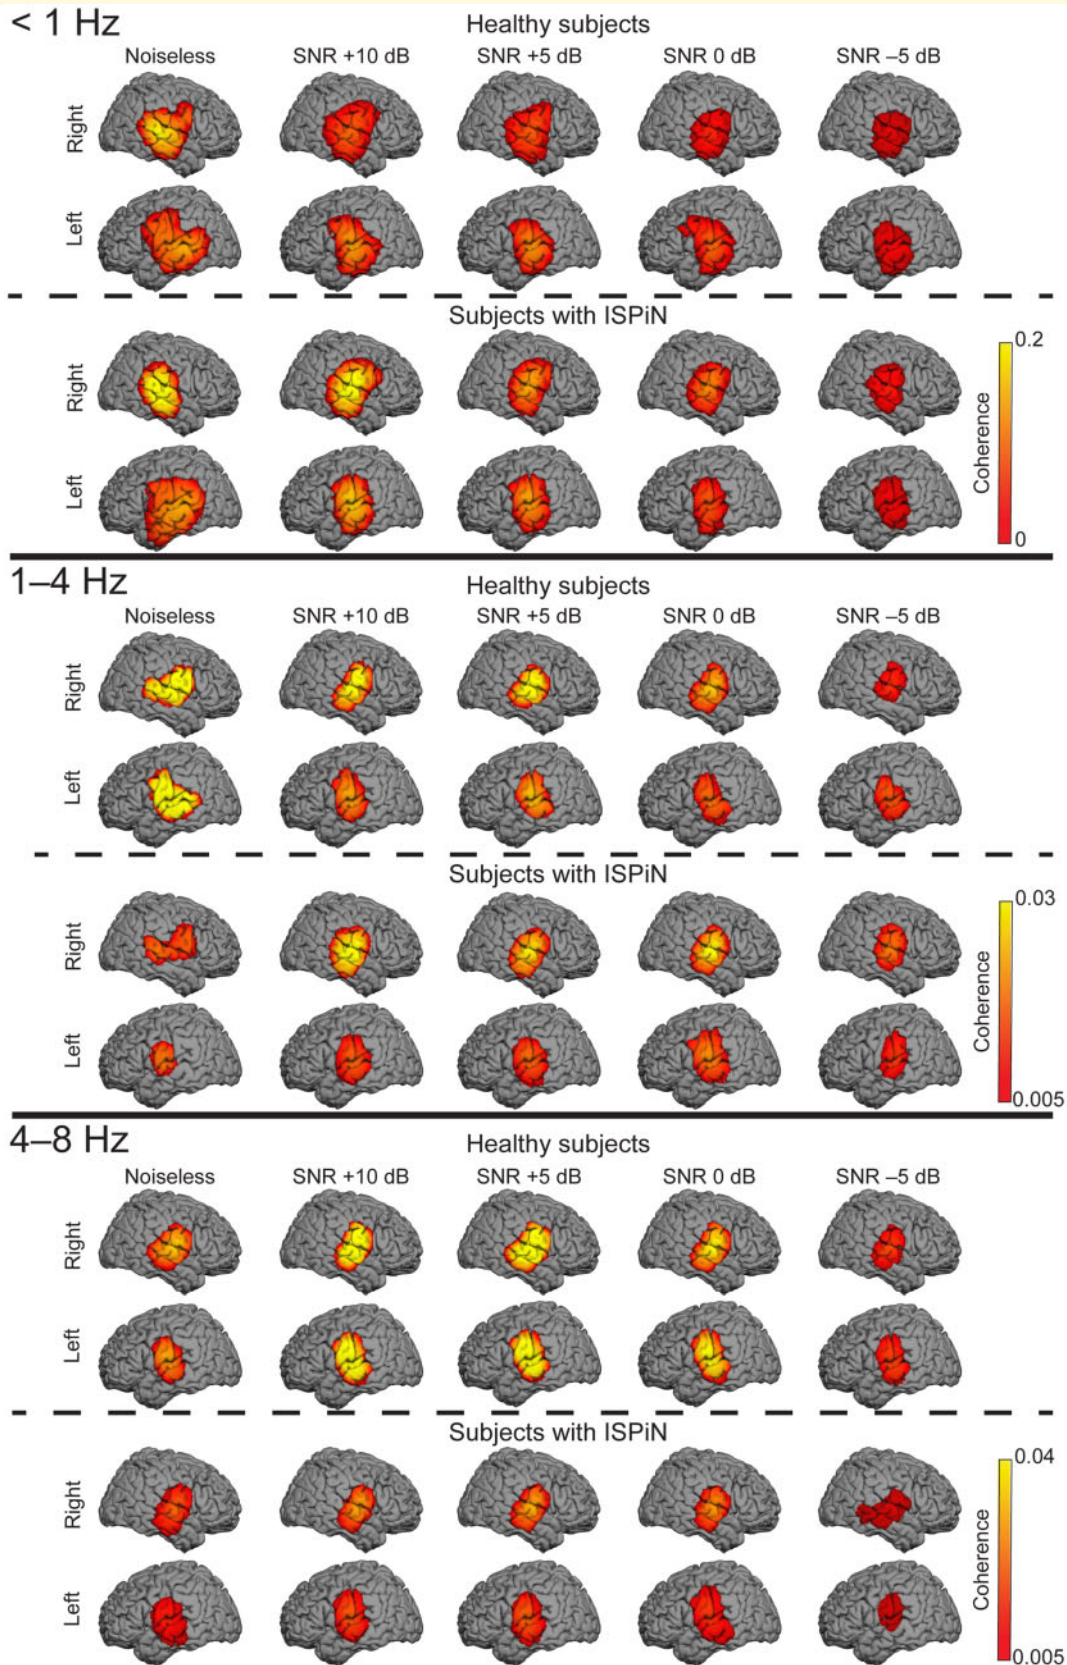 < 1 Hz
Healthy subjects
Noiseless SNR +10 dB SNR +5 dB SNR 0 dB SNR –5 dB
Right
Left
Subjects with ISPiN
Right
Left
0.2
Coherence
0
1–4 Hz
Healthy subjects
Noiseless SNR +10 dB SNR +5 dB SNR 0 dB SNR –5 dB
Right
Left
Subjects with ISPiN
Right
Left
0.03
Coherence
0.005
4–8 Hz
Healthy subjects
Noiseless SNR +10 dB SNR +5 dB SNR 0 dB SNR –5 dB
Right
Left
Subjects with ISPiN
Right
Left
0.04
Coherence
0.005